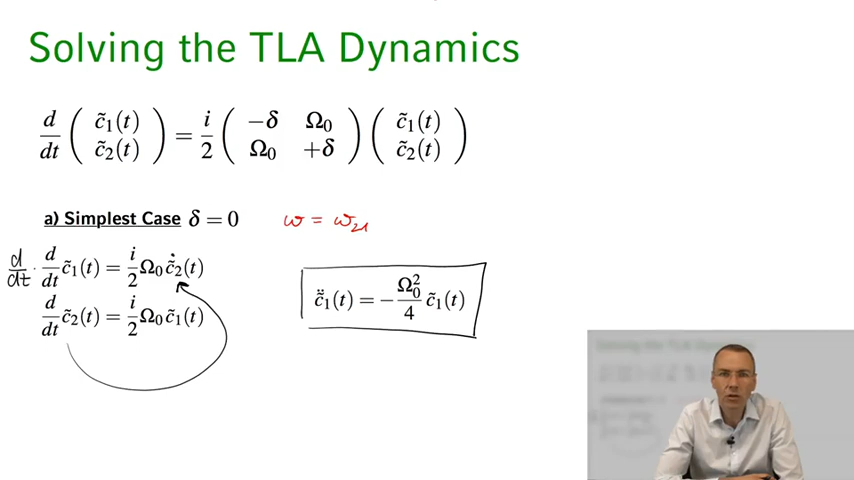 Solving the TLA Dynamics
d/dt ( c̃₁(t) c̃₂(t) ) = i/2 ( −δ Ω₀ Ω₀ +δ ) ( c̃₁(t) c̃₂(t) )
a) Simplest Case δ = 0 ω = ω₂₁
d/dt · d/dt c̃₁(t) = i/2 Ω₀ ċ̃₂(t)
d/dt c̃₂(t) = i/2 Ω₀ c̃₁(t)
c̈̃₁(t) = − Ω₀²/4 c̃₁(t)